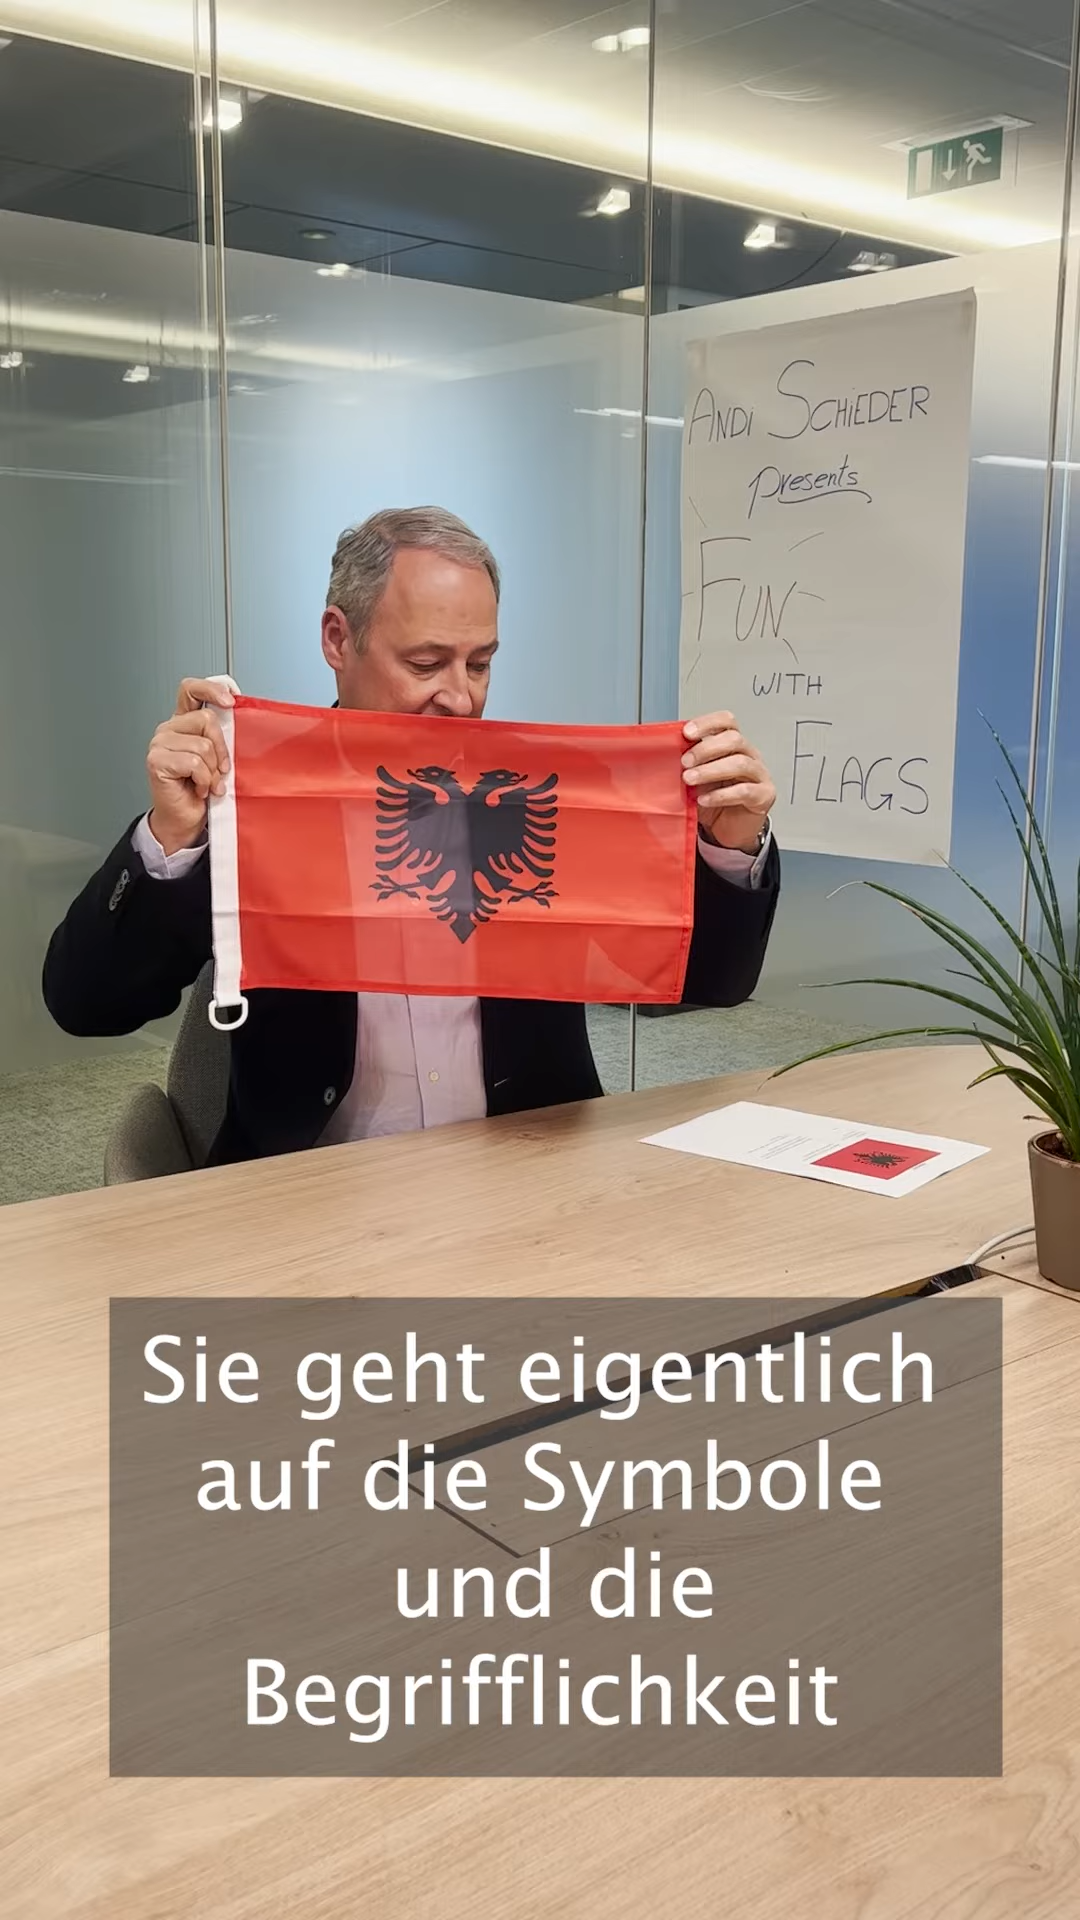 ANDI SCHIEDER
presents
FUN
WITH
FLAGS
Sie geht eigentlich
auf die Symbole
und die
Begrifflichkeit